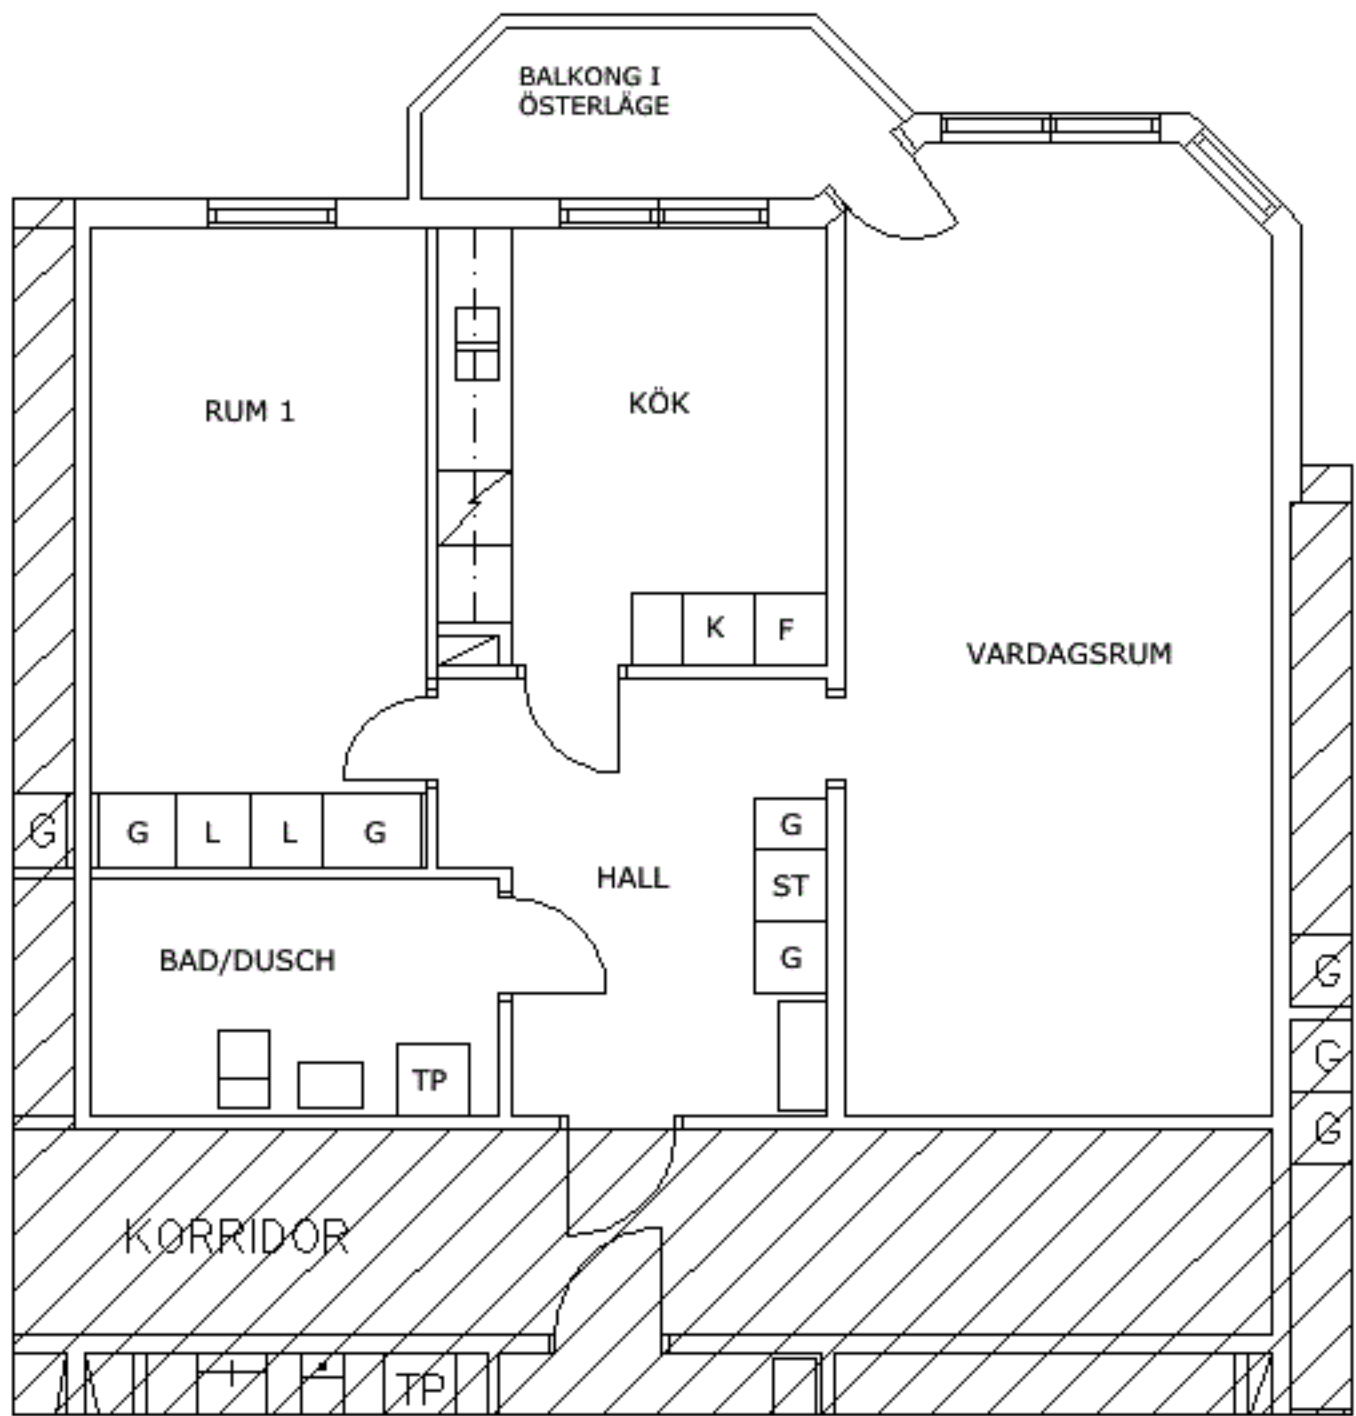 BALKONG I
ÖSTERLÄGE
RUM 1
KÖK
K F
VARDAGSRUM
G
G L L G
G
HALL
ST
BAD/DUSCH
G
G
TP
G
G
KORRIDOR
TP